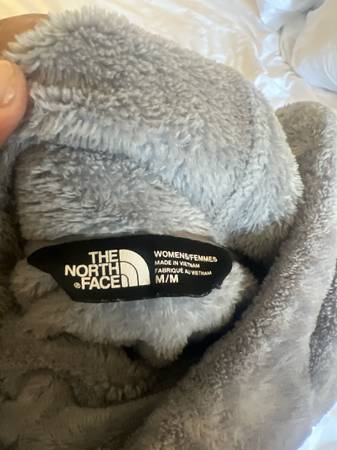 THE
NORTH
FACE
®
WOMENS/FEMMES
MADE IN VIETNAM
FABRIQUÉ AU VIETNAM
M/M